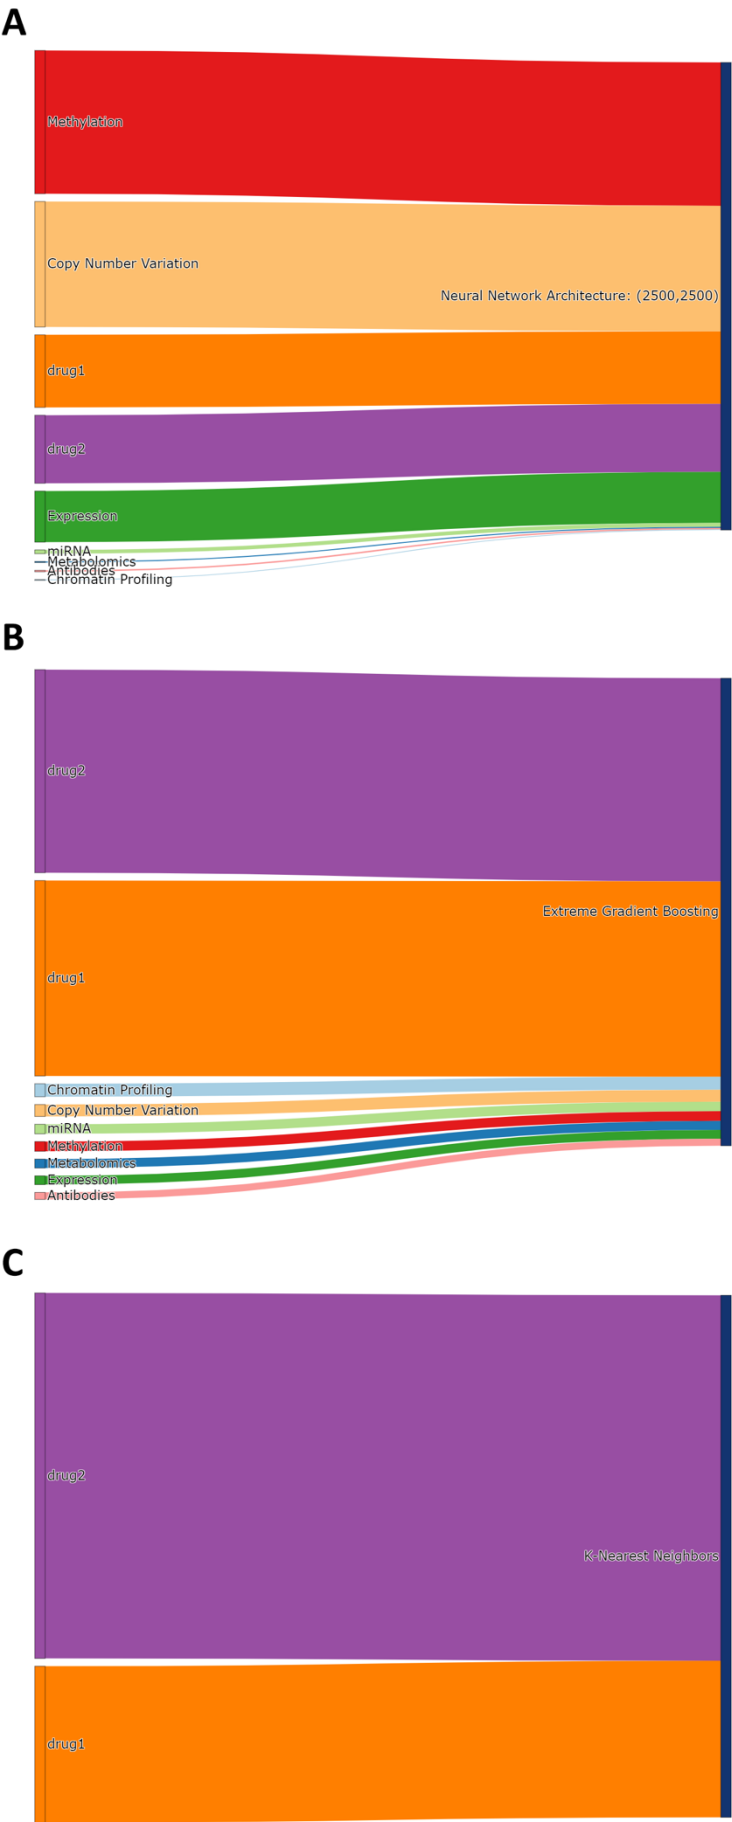 A
Methylation
Copy Number Variation
Neural Network Architecture: (2500,2500)
drug1
drug2
Expression
miRNA
Metabolomics
Antibodies
Chromatin Profiling
B
drug2
Extreme Gradient Boosting
drug1
Chromatin Profiling
Copy Number Variation
miRNA
Methylation
Metabolomics
Expression
Antibodies
C
drug2
K-Nearest Neighbors
drug1